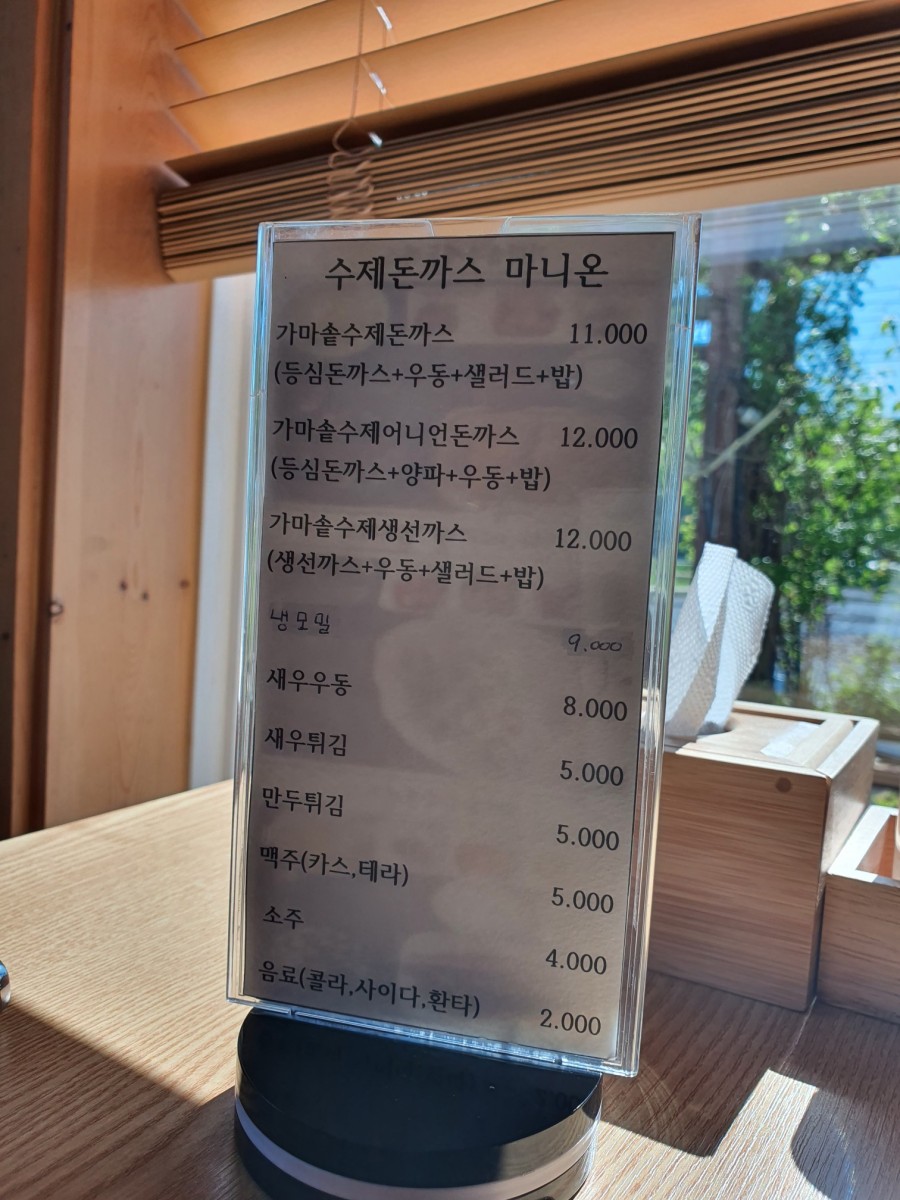 수제돈까스 마니온
가마솥수제돈까스 11.000
(등심돈까스+우동+샐러드+밥)
가마솥수제어니언돈까스 12.000
(등심돈까스+양파+우동+밥)
가마솥수제생선까스 12.000
(생선까스+우동+샐러드+밥)
냉모밀 9.000
새우우동 8.000
새우튀김 5.000
만두튀김 5.000
맥주(카스,테라) 5.000
소주 4.000
음료(콜라,사이다,환타) 2.000